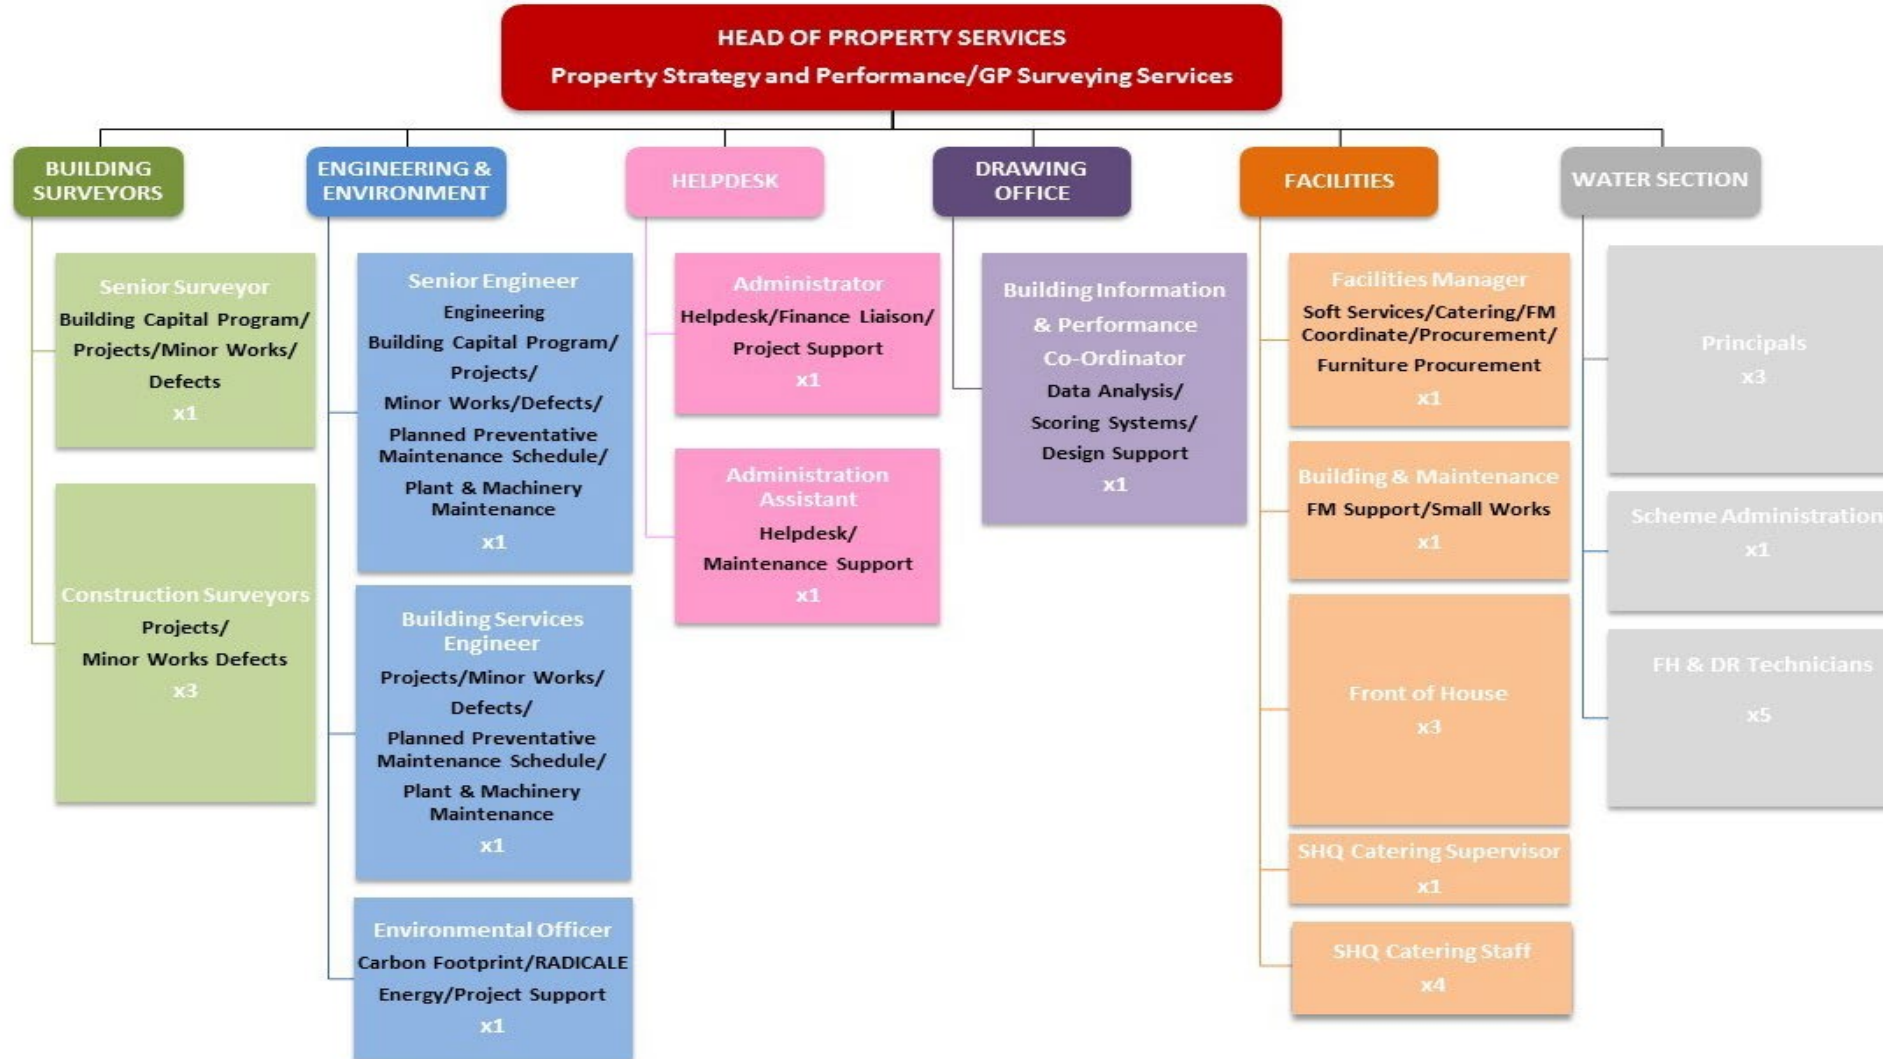 HEAD OF PROPERTY SERVICES
Property Strategy and Performance/GP Surveying Services
BUILDING
SURVEYORS
Senior Surveyor
Building Capital Program/
Projects/Minor Works/
Defects
x1
Construction Surveyors
Projects/
Minor Works Defects
x3
ENGINEERING &
ENVIRONMENT
Senior Engineer
Engineering
Building Capital Program/
Projects/
Minor Works/Defects/
Planned Preventative
Maintenance Schedule/
Plant & Machinery
Maintenance
x1
Building Services
Engineer
Projects/Minor Works/
Defects/
Planned Preventative
Maintenance Schedule/
Plant & Machinery
Maintenance
x1
Environmental Officer
Carbon Footprint/RADICALE
Energy/Project Support
x1
HELPDESK
Administrator
Helpdesk/Finance Liaison/
Project Support
x1
Administration
Assistant
Helpdesk/
Maintenance Support
x1
DRAWING
OFFICE
Building Information
& Performance
Co-Ordinator
Data Analysis/
Scoring Systems/
Design Support
x1
FACILITIES
Facilities Manager
Soft Services/Catering/FM
Coordinate/Procurement/
Furniture Procurement
x1
Building & Maintenance
FM Support/Small Works
x1
Front of House
x3
SHQ Catering Supervisor
x1
SHQ Catering Staff
x4
WATER SECTION
Principals
x3
Scheme Administration
x1
FH & DR Technicians
x5